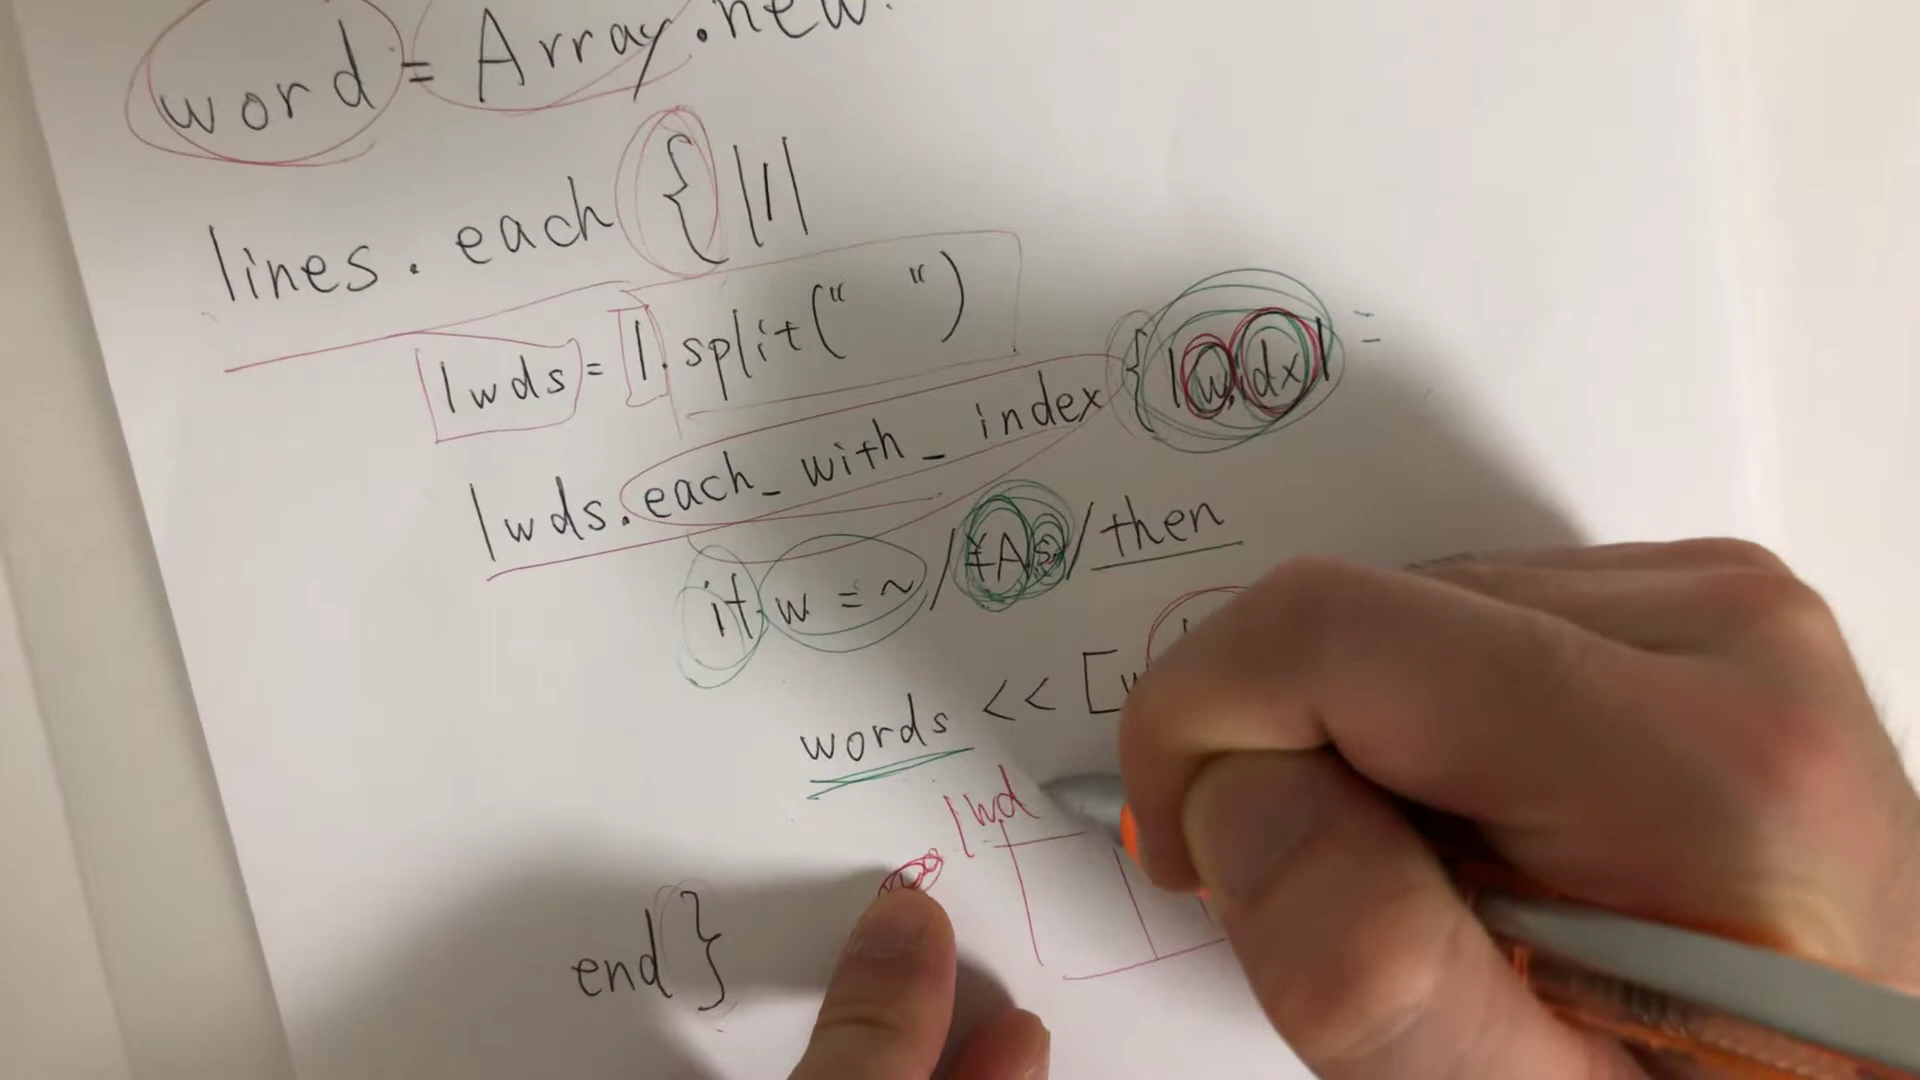 word = Array.new
lines.each { |l|
lwds = l.split(" ")
lwds.each_with_index { |w,idx|
if w =~ /¥As/ then
words << [w
lwd
end }